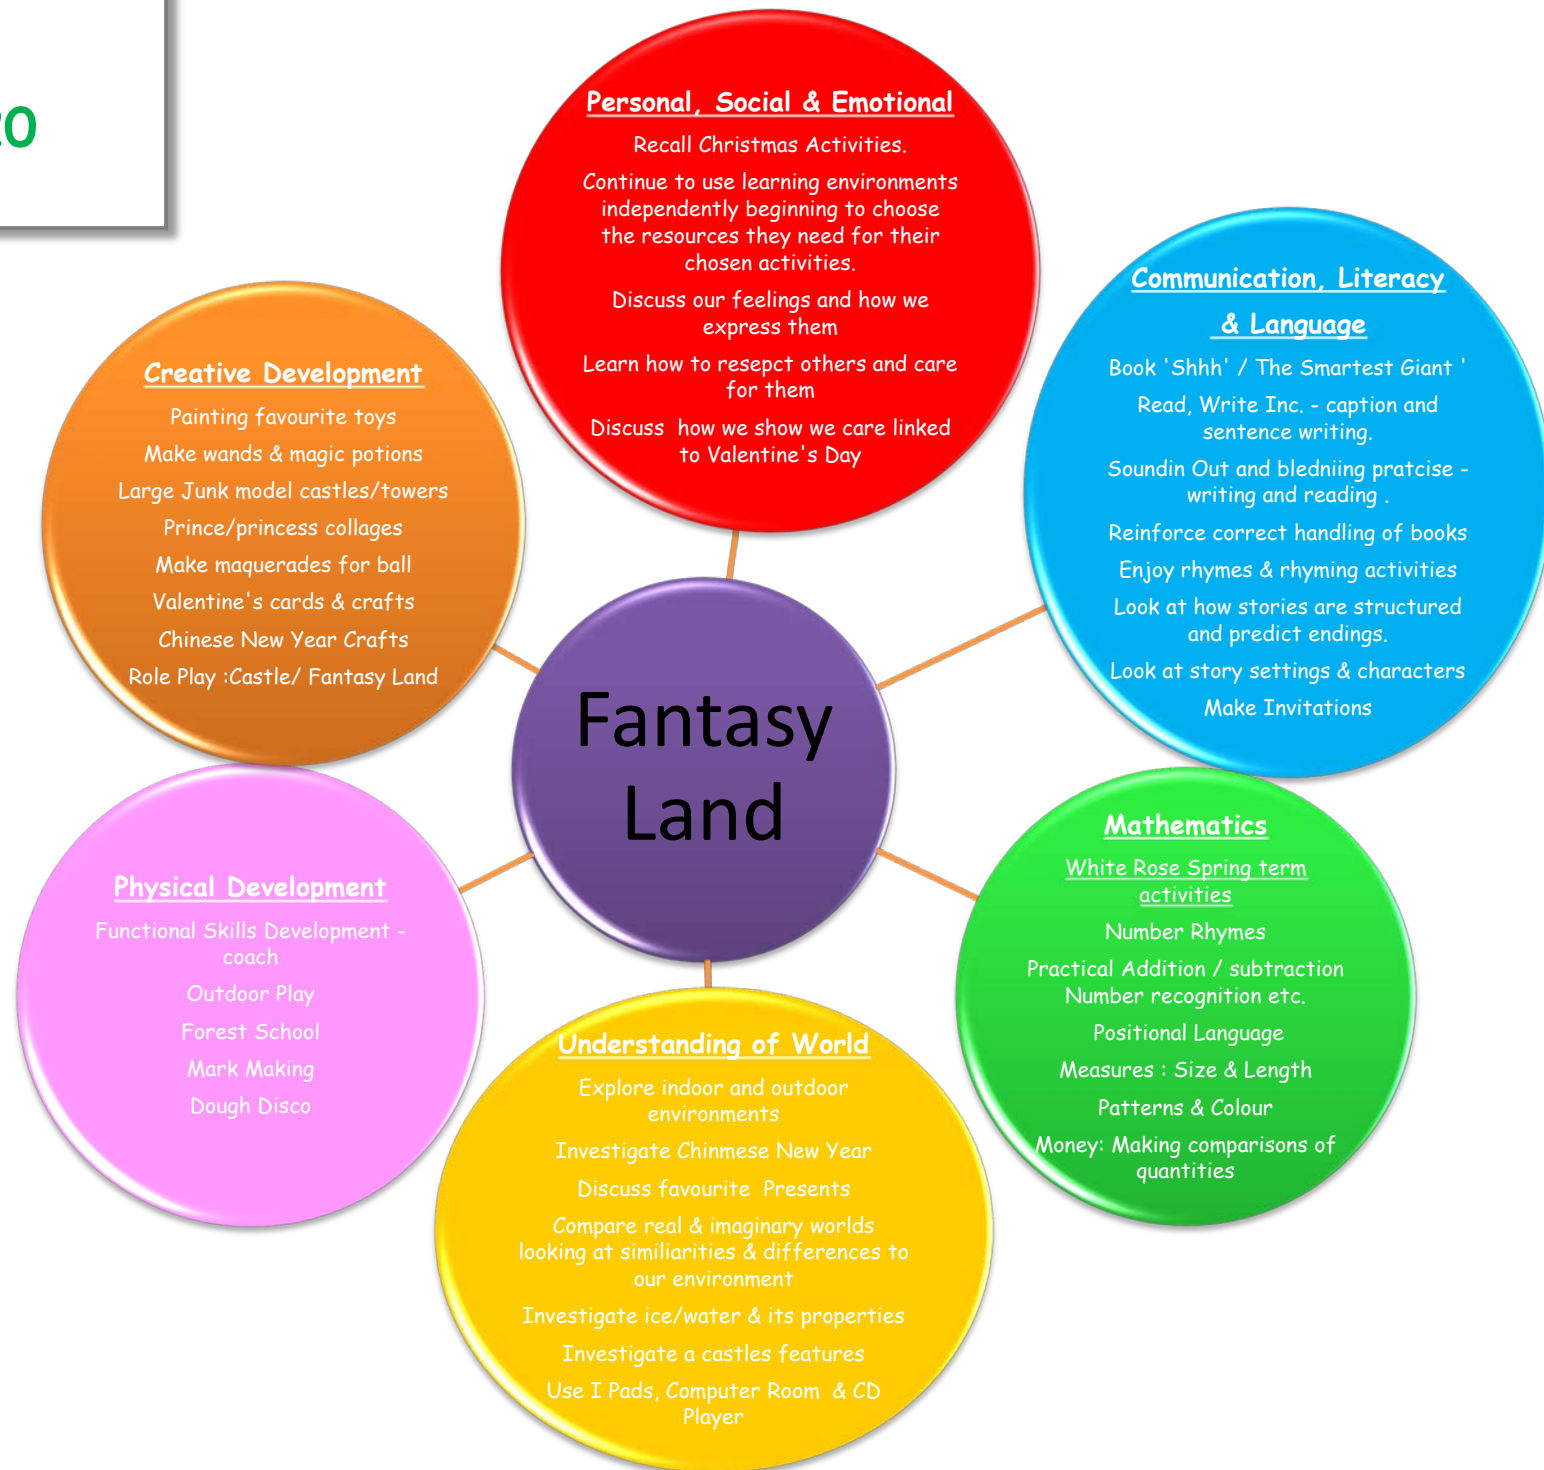 20
Personal, Social & Emotional
Recall Christmas Activities.
Continue to use learning environments
independently beginning to choose
the resources they need for their
chosen activities.
Discuss our feelings and how we
express them
Learn how to resepct others and care
for them
Discuss how we show we care linked
to Valentine's Day
Communication, Literacy
& Language
Book 'Shhh' / The Smartest Giant '
Read, Write Inc. - caption and
sentence writing.
Soundin Out and bledniing pratcise -
writing and reading .
Reinforce correct handling of books
Enjoy rhymes & rhyming activities
Look at how stories are structured
and predict endings.
Look at story settings & characters
Make Invitations
Mathematics
White Rose Spring term
activities
Number Rhymes
Practical Addition / subtraction
Number recognition etc.
Positional Language
Measures : Size & Length
Patterns & Colour
Money: Making comparisons of
quantities
Understanding of World
Explore indoor and outdoor
environments
Investigate Chinmese New Year
Discuss favourite Presents
Compare real & imaginary worlds
looking at similiarities & differences to
our environment
Investigate ice/water & its properties
Investigate a castles features
Use I Pads, Computer Room & CD
Player
Physical Development
Functional Skills Development -
coach
Outdoor Play
Forest School
Mark Making
Dough Disco
Creative Development
Painting favourite toys
Make wands & magic potions
Large Junk model castles/towers
Prince/princess collages
Make maquerades for ball
Valentine's cards & crafts
Chinese New Year Crafts
Role Play :Castle/ Fantasy Land
Fantasy
Land